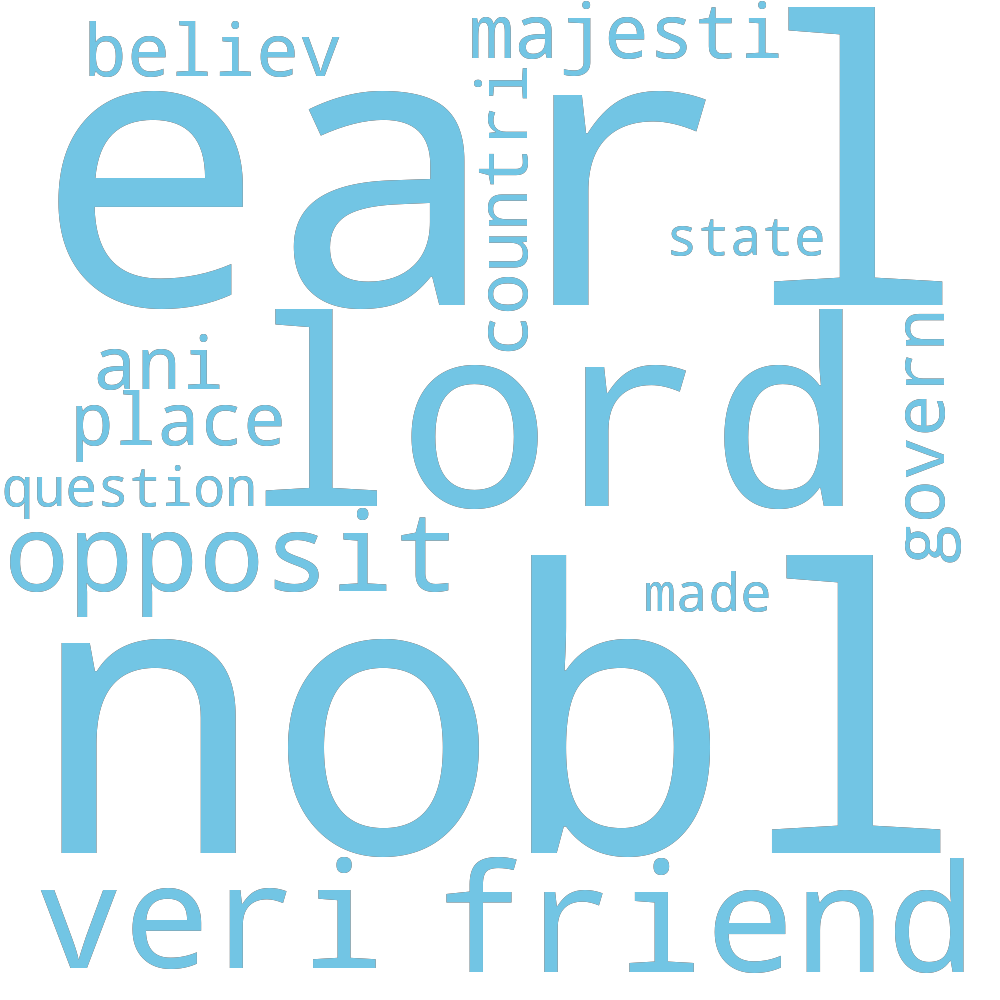 believ
majesti
earl
countri
state
ani
lord
govern
place
question
opposit
made
nobl
veri
friend